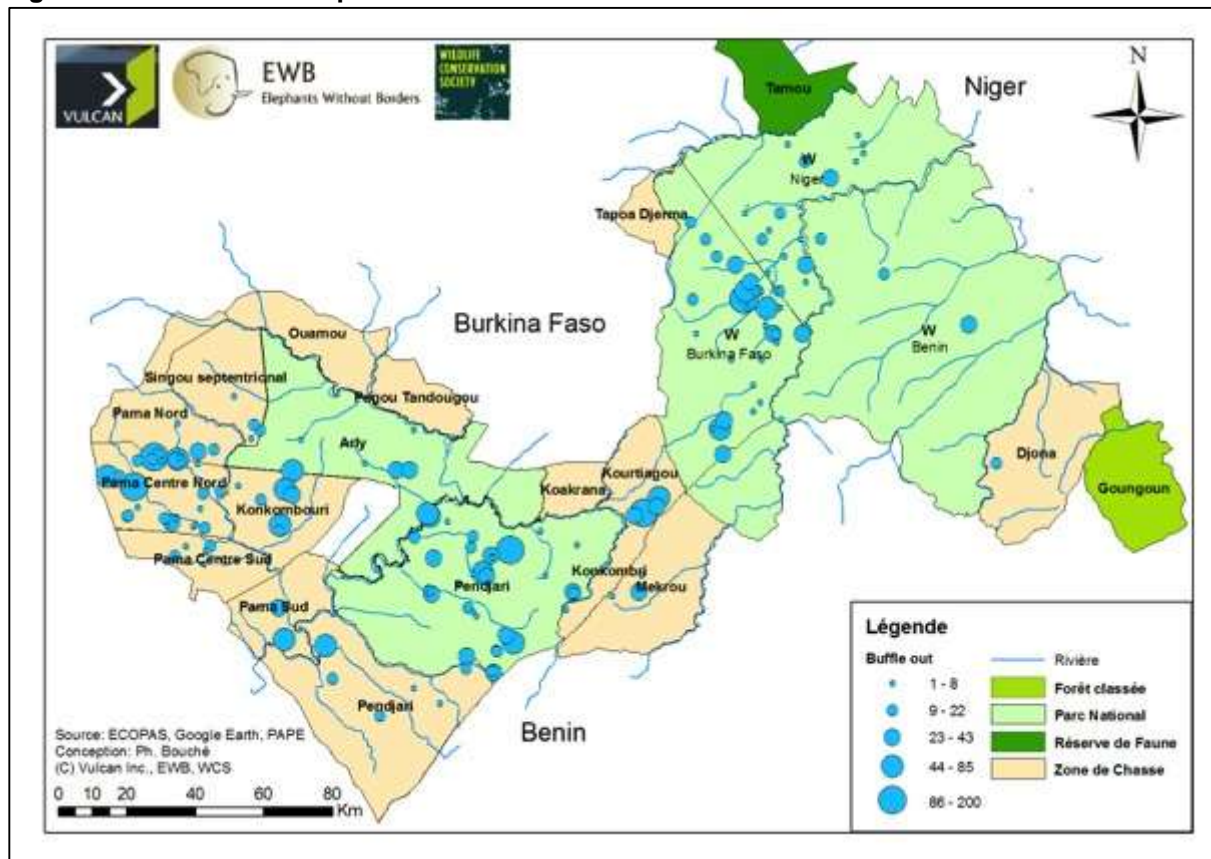 VULCAN
EWB
Elephants Without Borders
WILDLIFE
CONSERVATION
SOCIETY
Niger
N
Tamou
W
Niger
Tapoa Djerma
Burkina Faso
W
Burkina Faso
W
Benin
Ouamou
Singou septentrional
Pagou Tandougou
Pama Nord
Arly
Pama Centre Nord
Konkombouri
Kourtiagou
Koakrana
Djona
Goungoun
Pama Centre Sud
Pendjari
Konkombri
Mekrou
Pama Sud
Pendjari
Benin
Source: ECOPAS, Google Earth, PAPE
Conception: Ph. Bouché
(C) Vulcan Inc., EWB, WCS
0 10 20 40 60 80
Km
Légende
Buffle out
1 - 8
9 - 22
23 - 43
44 - 85
86 - 200
Rivière
Forêt classée
Parc National
Réserve de Faune
Zone de Chasse